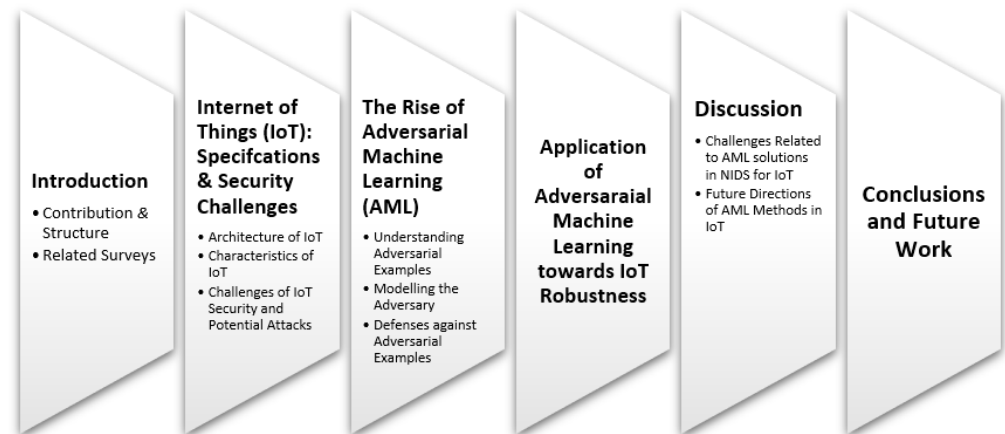 Introduction
• Contribution &
Structure
• Related Surveys
Internet of
Things (IoT):
Specifcations
& Security
Challenges
• Architecture of IoT
• Characteristics of
IoT
• Challenges of IoT
Security and
Potential Attacks
The Rise of
Adversarial
Machine
Learning
(AML)
• Understanding
Adversarial
Examples
• Modelling the
Adversary
• Defenses against
Adversarial
Examples
Application
of
Adversaraial
Machine
Learning
towards IoT
Robustness
Discussion
• Challenges Related
to AML solutions
in NIDS for IoT
• Future Directions
of AML Methods in
IoT
Conclusions
and Future
Work